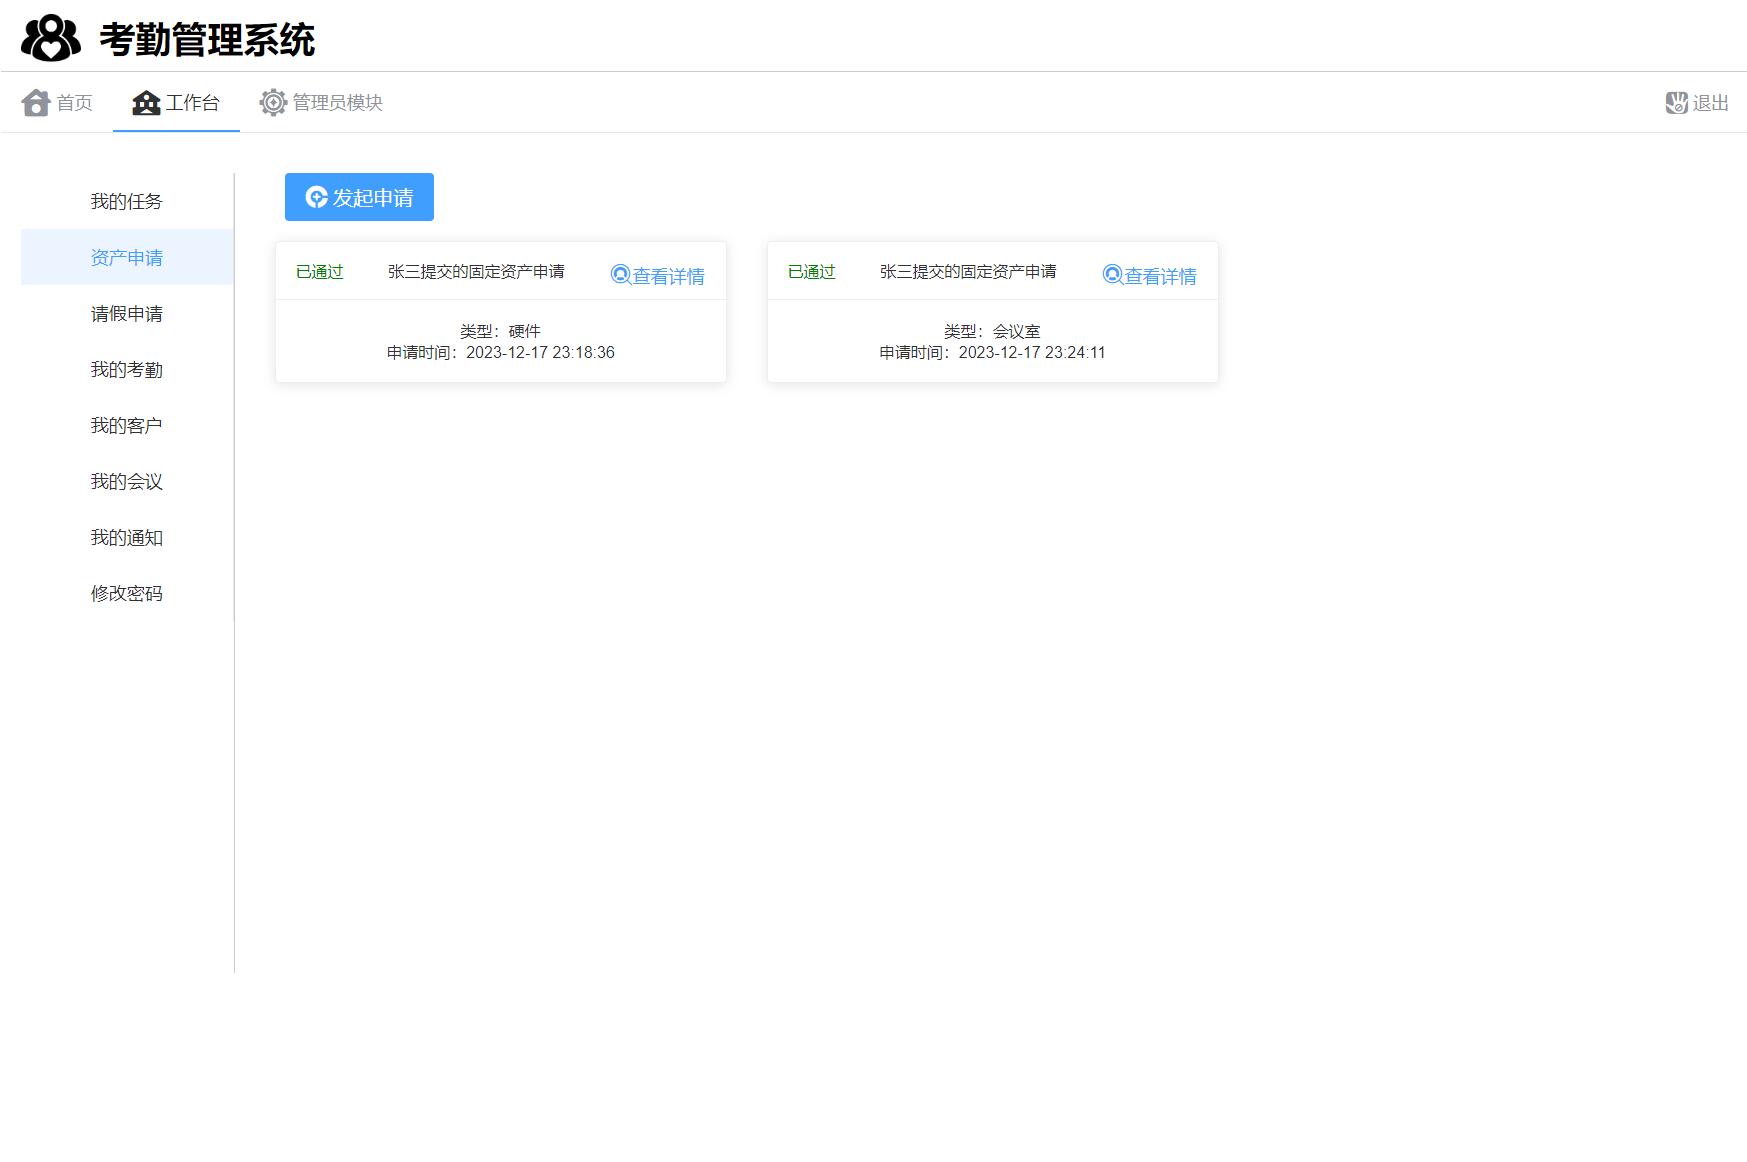 考勤管理系统
首页 工作台 管理员模块 退出
我的任务
资产申请
请假申请
我的考勤
我的客户
我的会议
我的通知
修改密码
发起申请
已通过 张三提交的固定资产申请 查看详情
类型：硬件
申请时间：2023-12-17 23:18:36
已通过 张三提交的固定资产申请 查看详情
类型：会议室
申请时间：2023-12-17 23:24:11